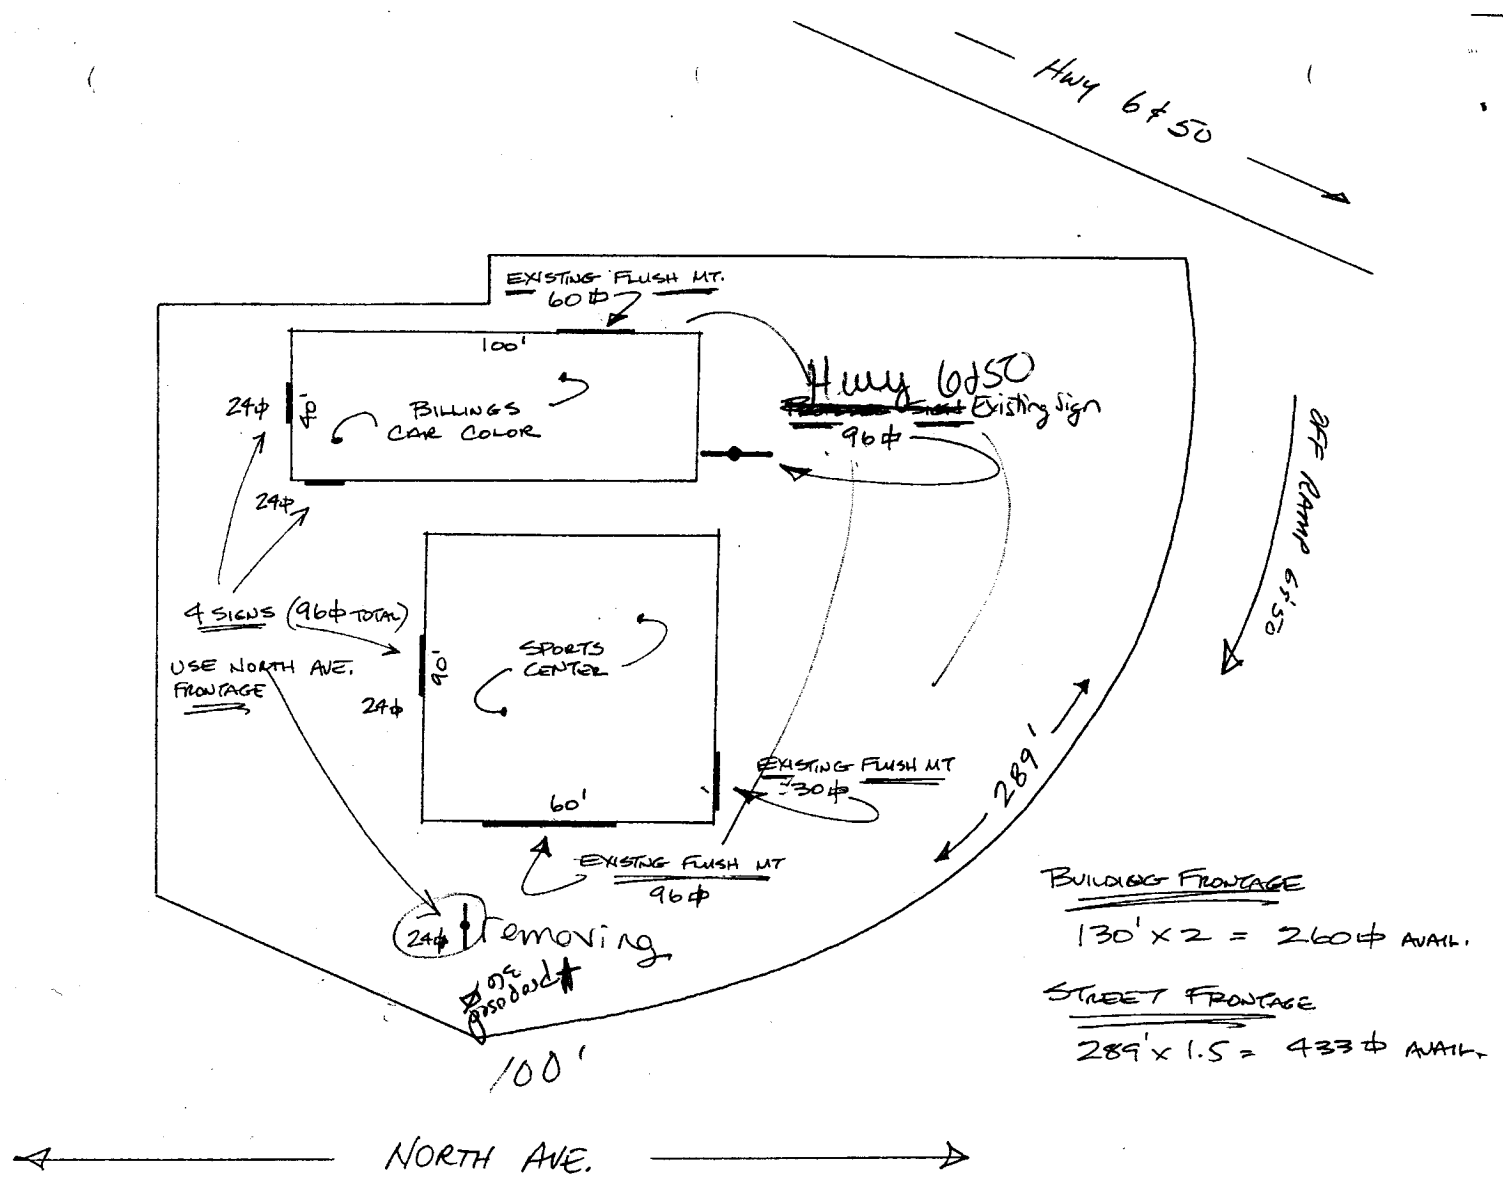 Hwy 6 & 50
EXISTING FLUSH MT.
60 ⌽
100'
24⌽
40'
BILLINGS
CAR COLOR
Hwy 6 & 50
Existing Sign
96 ⌽
24⌽
OFF RAMP 6 & 50
4 SIGNS (96⌽ TOTAL)
USE NORTH AVE.
FRONTAGE
SPORTS
CENTER
90'
24⌽
289'
EXISTING FLUSH MT
30⌽
60'
EXISTING FLUSH MT
96⌽
24⌽
removing
proposed
100'
BUILDING FRONTAGE
130' x 2 = 260⌽ AVAIL.
STREET FRONTAGE
289' x 1.5 = 433⌽ AVAIL.
NORTH AVE.